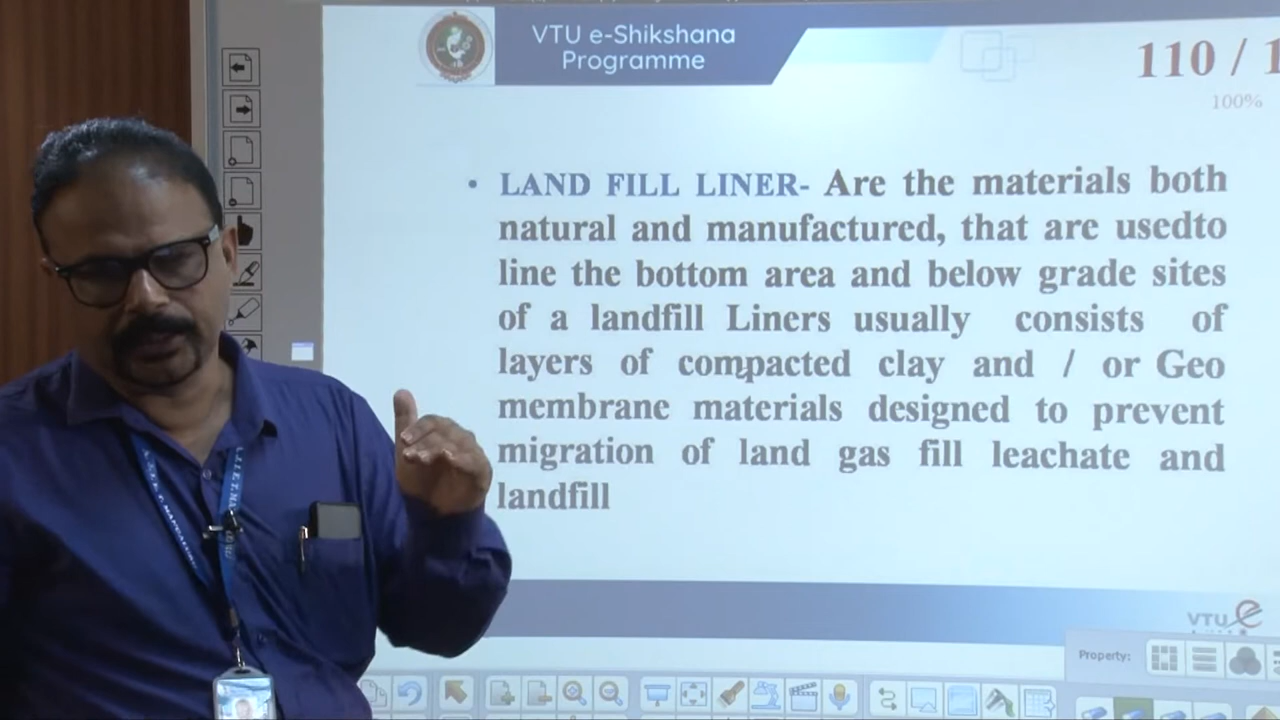 VTU e-Shikshana
Programme
110 / 1
100%
• LAND FILL LINER- Are the materials both
natural and manufactured, that are usedto
line the bottom area and below grade sites
of a landfill Liners usually consists of
layers of compacted clay and / or Geo
membrane materials designed to prevent
migration of land gas fill leachate and
landfill
VTU e
Property: